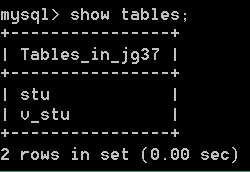 mysql> show tables;
+----------------+
| Tables_in_jg37 |
+----------------+
| stu            |
| v_stu          |
+----------------+
2 rows in set (0.00 sec)